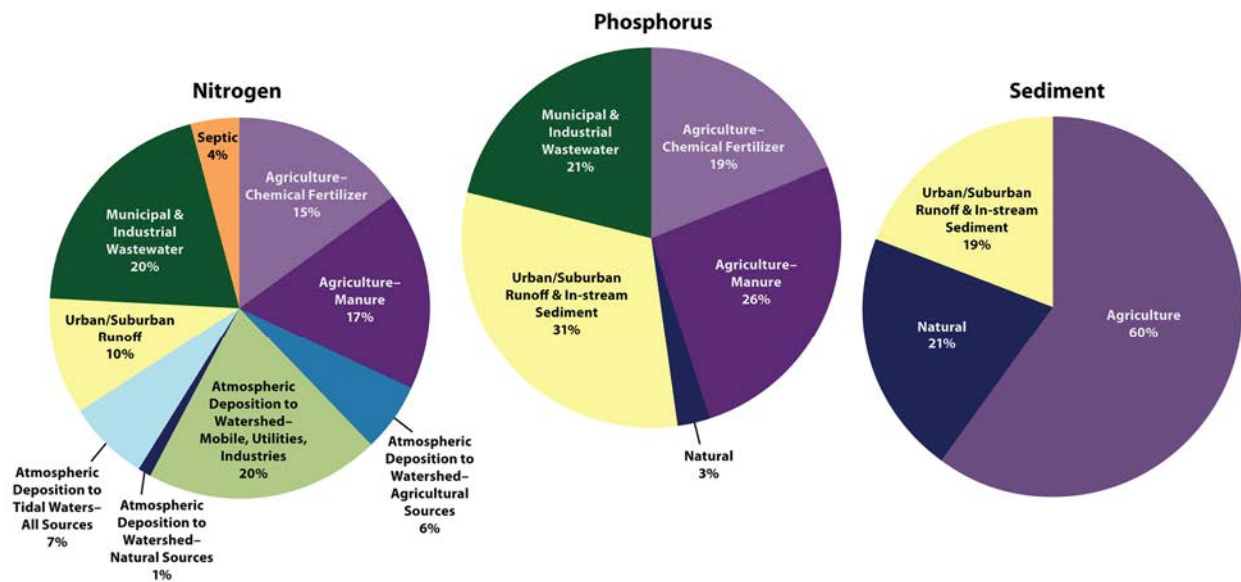 Nitrogen
Septic
4%
Agriculture–
Chemical Fertilizer
15%
Agriculture–
Manure
17%
Atmospheric
Deposition to
Watershed–
Agricultural
Sources
6%
Atmospheric
Deposition to
Watershed–
Mobile, Utilities,
Industries
20%
Atmospheric
Deposition to
Watershed–
Natural Sources
1%
Atmospheric
Deposition to
Tidal Waters–
All Sources
7%
Urban/Suburban
Runoff
10%
Municipal &
Industrial
Wastewater
20%
Phosphorus
Municipal &
Industrial
Wastewater
21%
Agriculture–
Chemical Fertilizer
19%
Agriculture–
Manure
26%
Natural
3%
Urban/Suburban
Runoff & In-stream
Sediment
31%
Sediment
Urban/Suburban
Runoff & In-stream
Sediment
19%
Natural
21%
Agriculture
60%